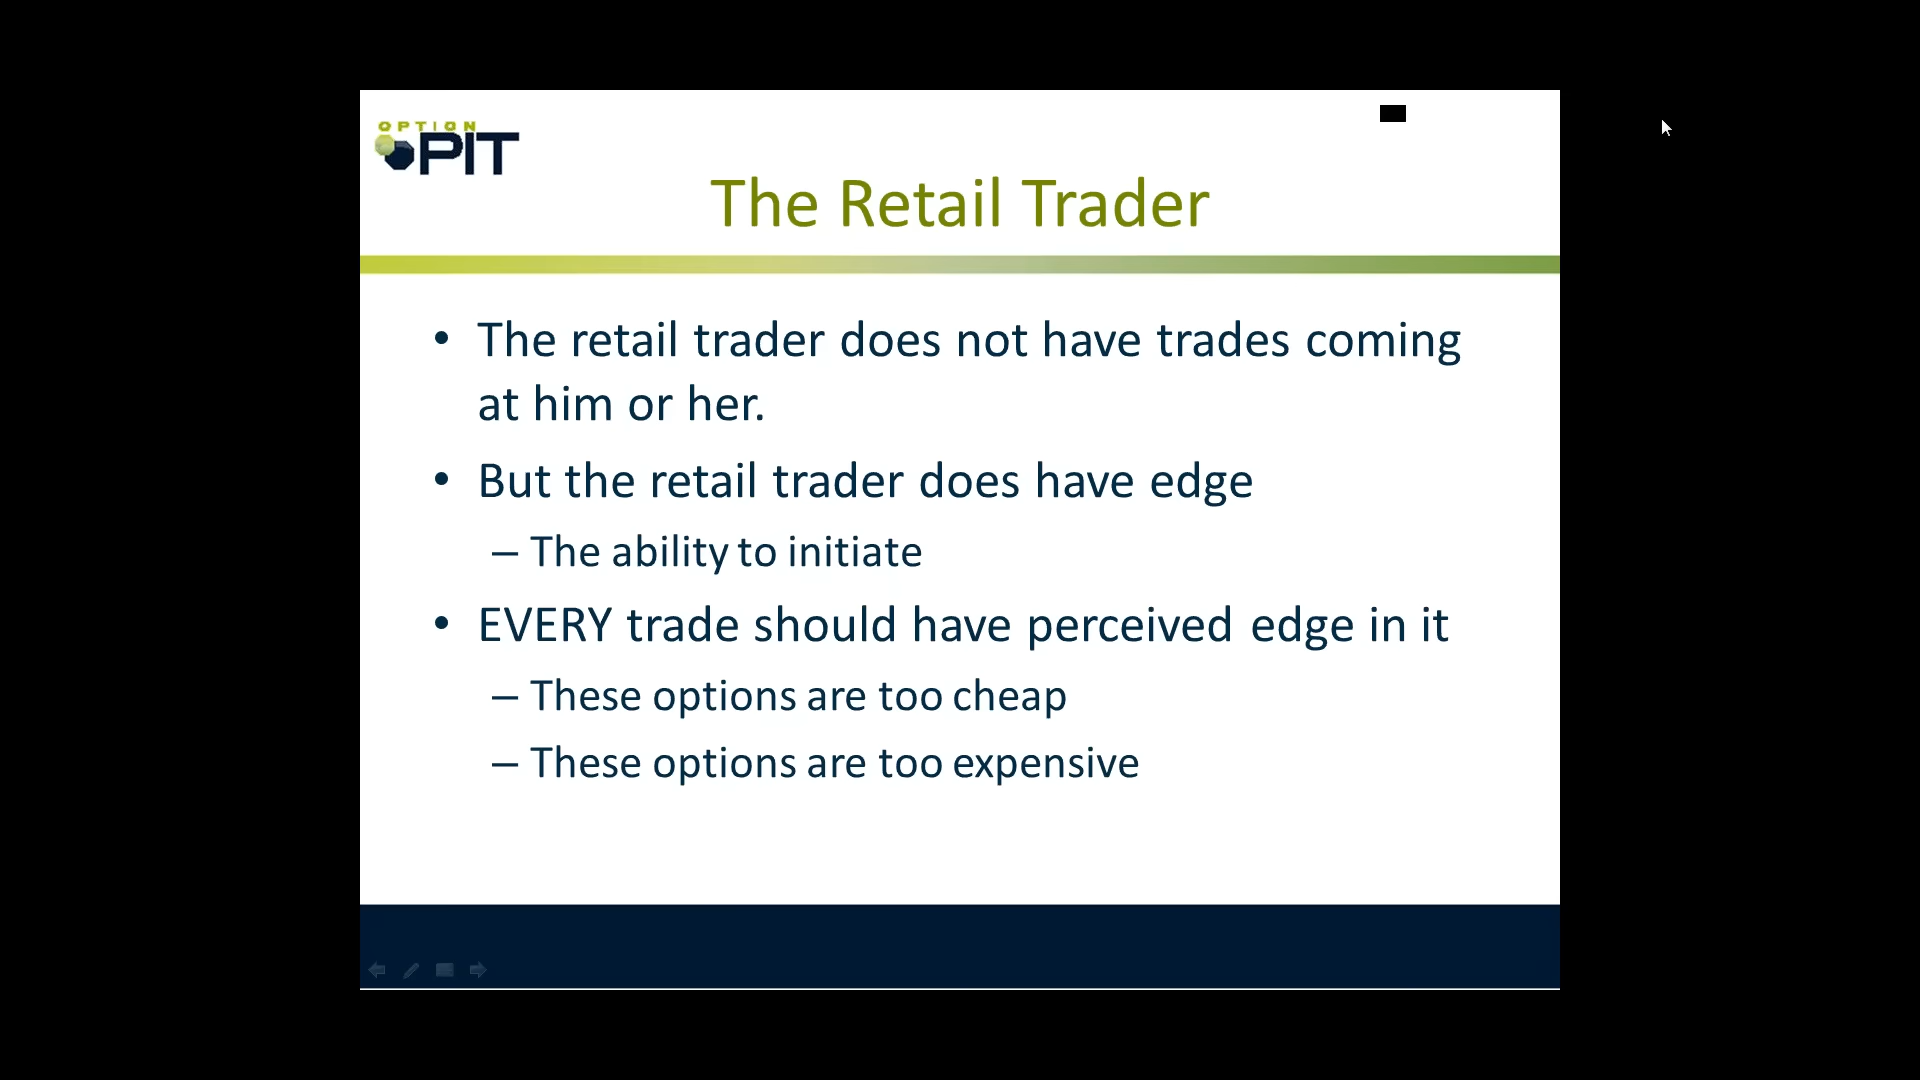 OPTION
PIT
The Retail Trader
• The retail trader does not have trades coming
at him or her.
• But the retail trader does have edge
– The ability to initiate
• EVERY trade should have perceived edge in it
– These options are too cheap
– These options are too expensive